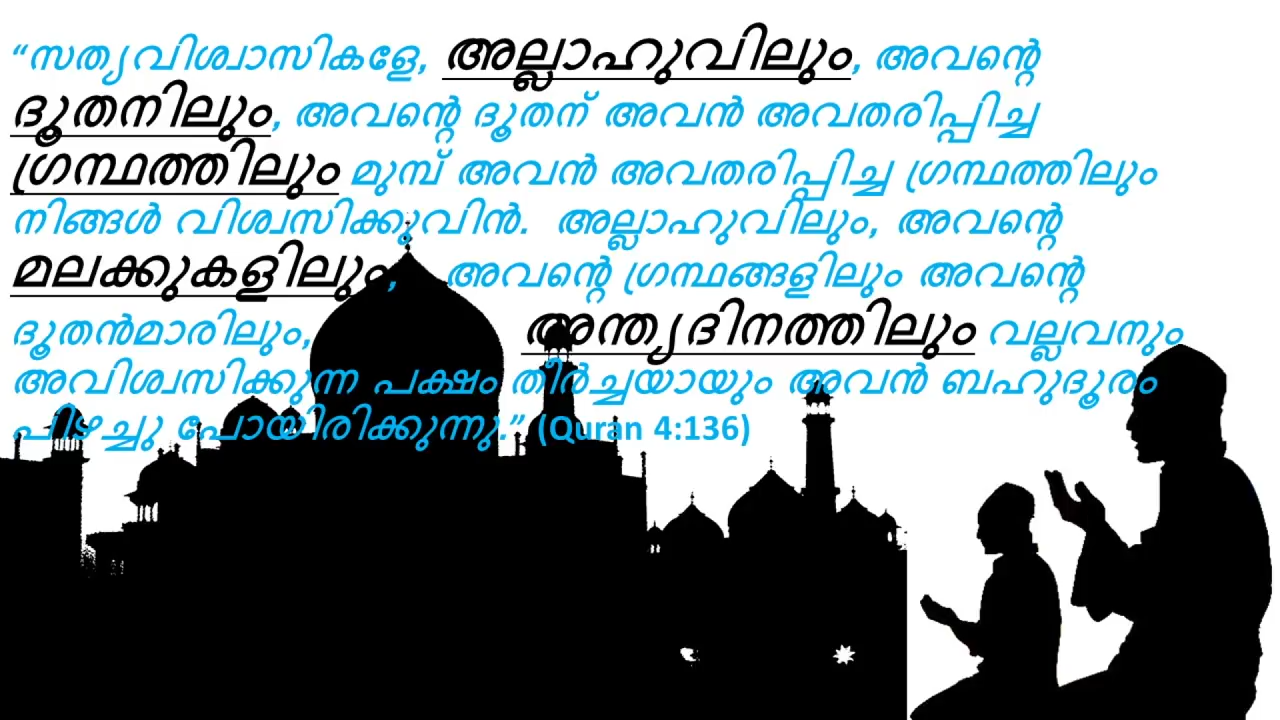 “സത്യവിശ്വാസികളേ, അല്ലാഹുവിലും, അവന്റെ
ദൂതനിലും, അവന്റെ ദൂതന് അവൻ അവതരിപ്പിച്ച
ഗ്രന്ഥത്തിലും മുമ്പ് അവൻ അവതരിപ്പിച്ച ഗ്രന്ഥത്തിലും
നിങ്ങൾ വിശ്വസിക്കുവിൻ. അല്ലാഹുവിലും, അവന്റെ
മലക്കുകളിലും, അവന്റെ ഗ്രന്ഥങ്ങളിലും അവന്റെ
ദൂതൻമാരിലും, അന്ത്യദിനത്തിലും വല്ലവനും
അവിശ്വസിക്കുന്ന പക്ഷം തീർച്ചയായും അവൻ ബഹുദൂരം
പിഴച്ചു പോയിരിക്കുന്നു.” (Quran 4:136)